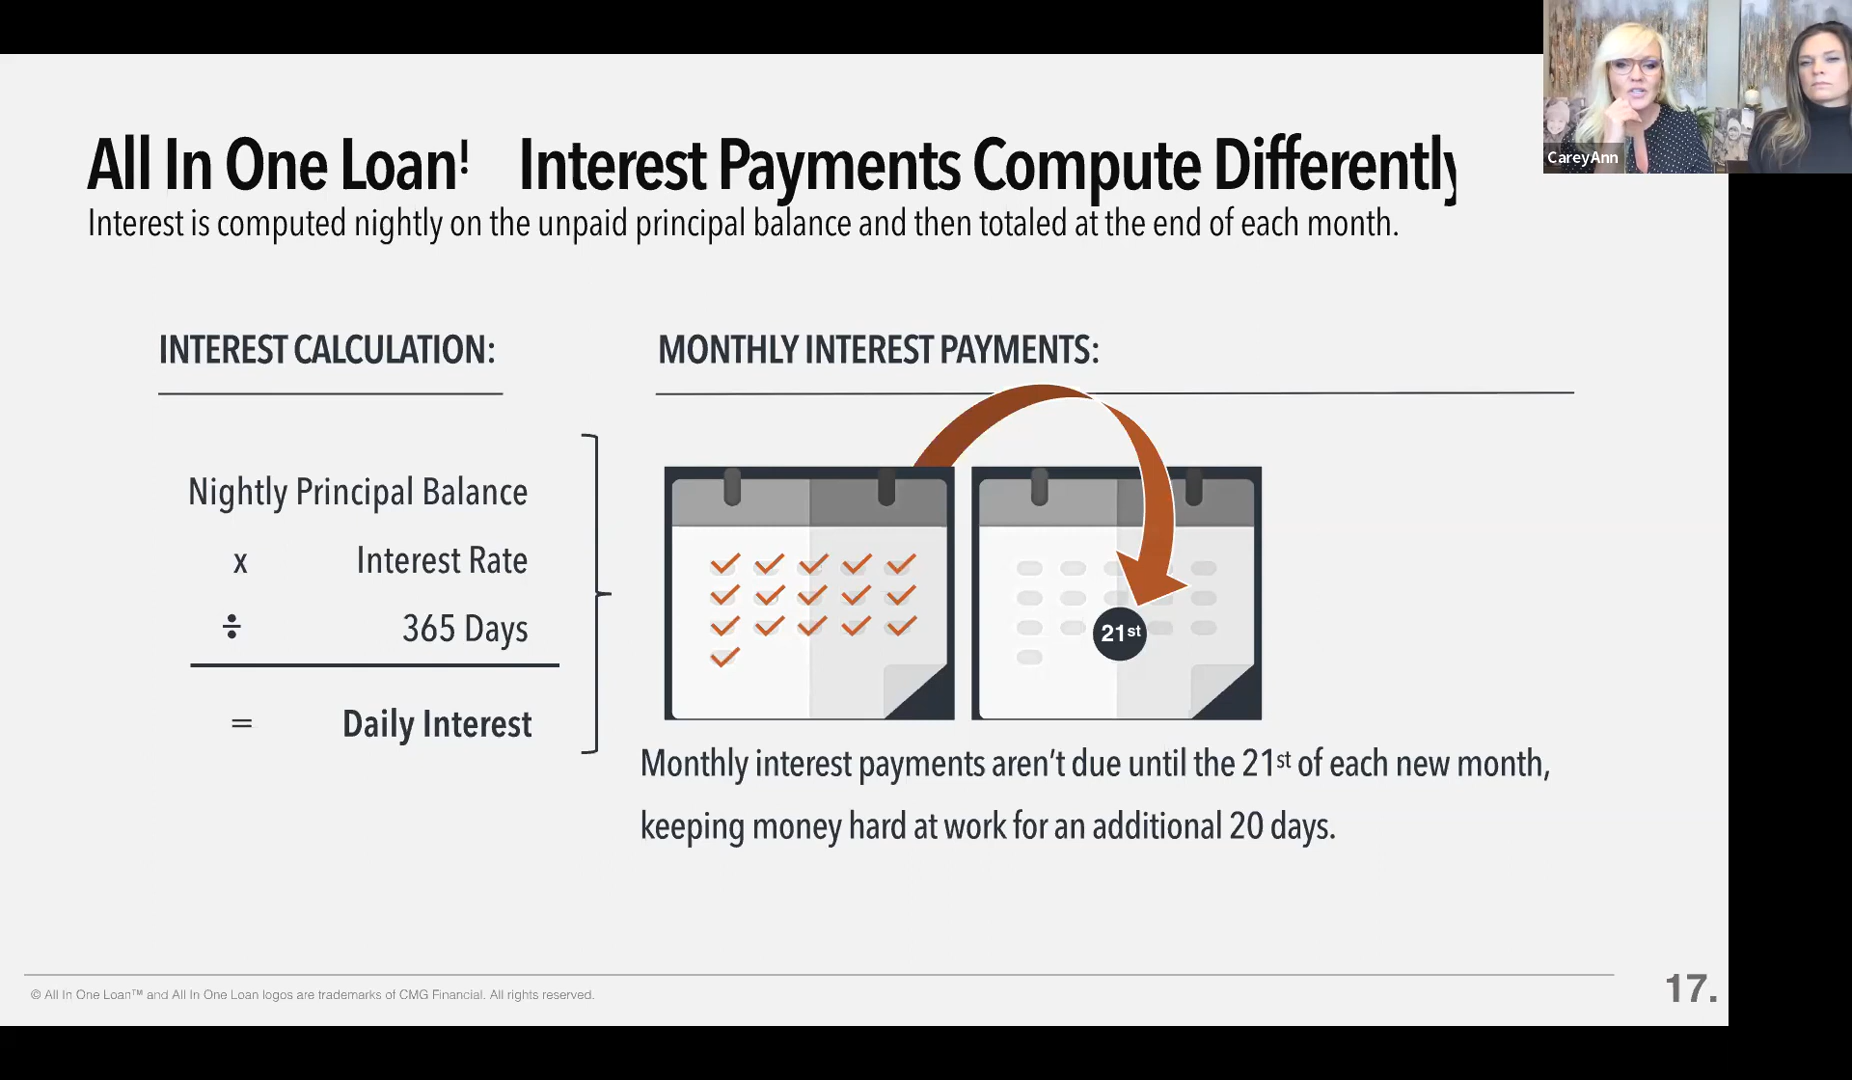 CareyAnn
All In One Loan! Interest Payments Compute Differently
Interest is computed nightly on the unpaid principal balance and then totaled at the end of each month.
INTEREST CALCULATION:
Nightly Principal Balance
x Interest Rate
÷ 365 Days
= Daily Interest
MONTHLY INTEREST PAYMENTS:
21st
Monthly interest payments aren’t due until the 21st of each new month,
keeping money hard at work for an additional 20 days.
© All In One Loan™ and All In One Loan logos are trademarks of CMG Financial. All rights reserved.
17.